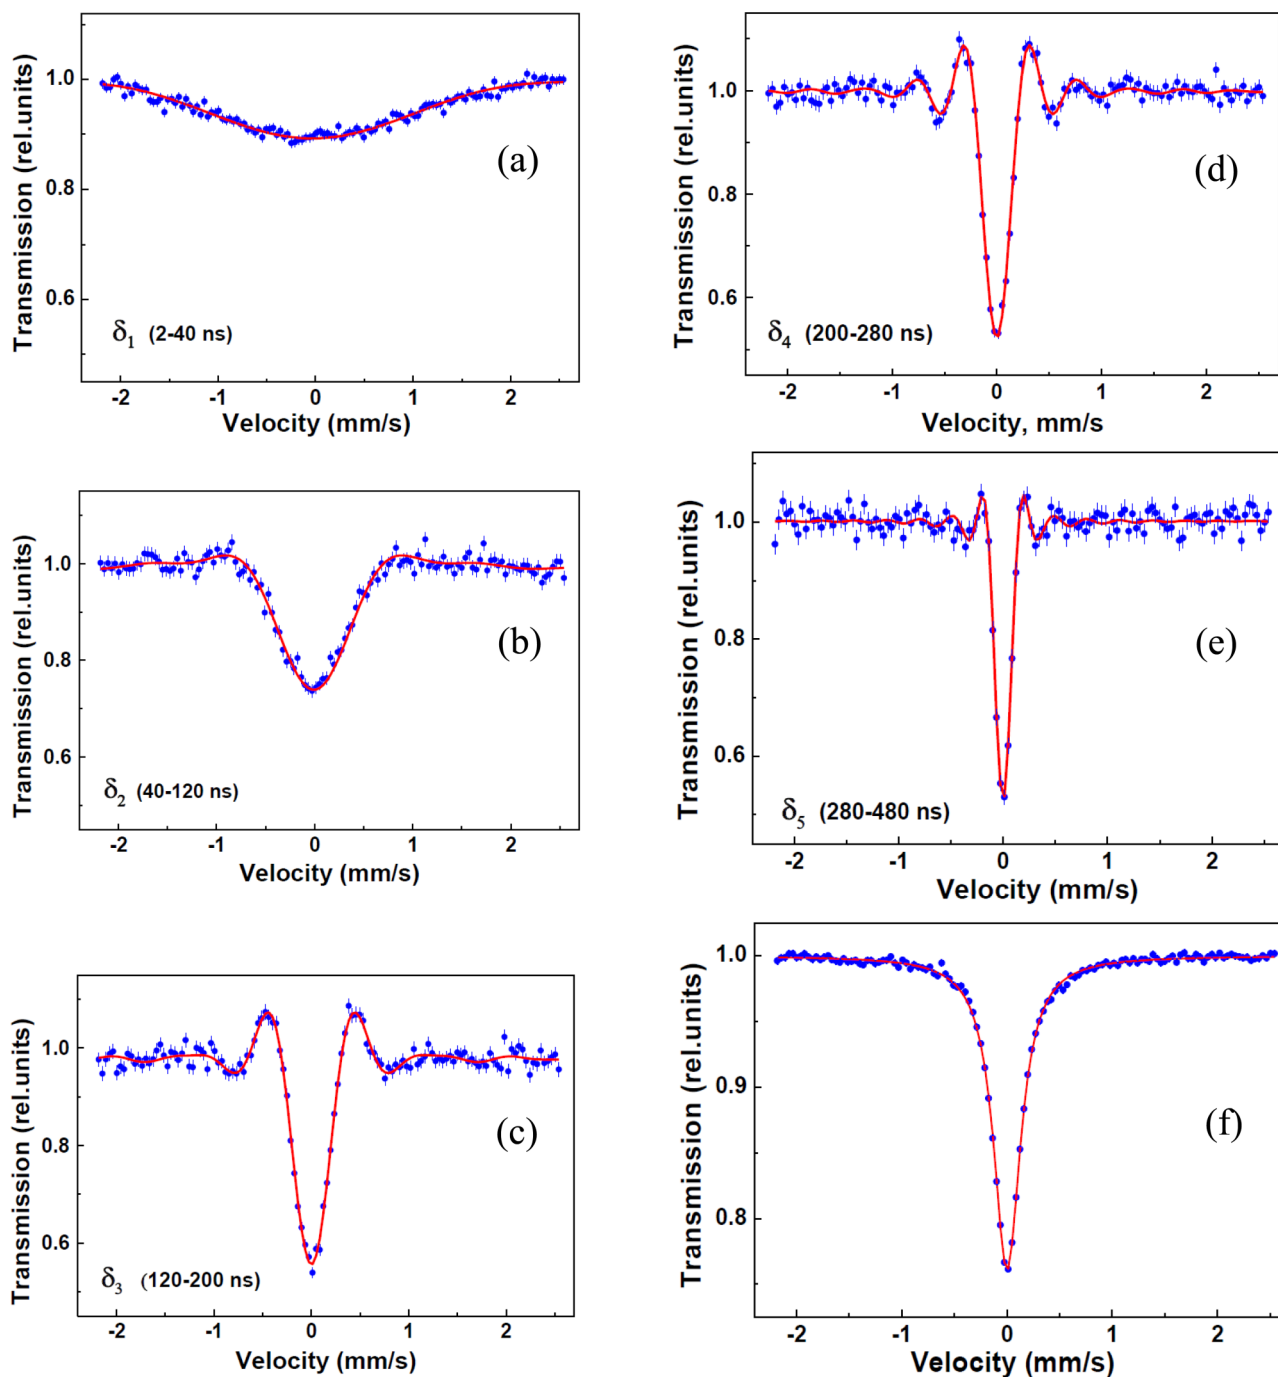 Transmission (rel.units)
1.0
0.8
0.6
(a)
δ1 (2-40 ns)
-2 -1 0 1 2
Velocity (mm/s)
Transmission (rel.units)
1.0
0.8
0.6
(b)
δ2 (40-120 ns)
-2 -1 0 1 2
Velocity (mm/s)
Transmission (rel.units)
1.0
0.8
0.6
(c)
δ3 (120-200 ns)
-2 -1 0 1 2
Velocity (mm/s)
Transmission (rel.units)
1.0
0.8
0.6
(d)
δ4 (200-280 ns)
-2 -1 0 1 2
Velocity, mm/s
Transmission (rel.units)
1.0
0.8
0.6
(e)
δ5 (280-480 ns)
-2 -1 0 1 2
Velocity (mm/s)
Transmission (rel.units)
1.0
0.9
0.8
(f)
-2 -1 0 1 2
Velocity (mm/s)